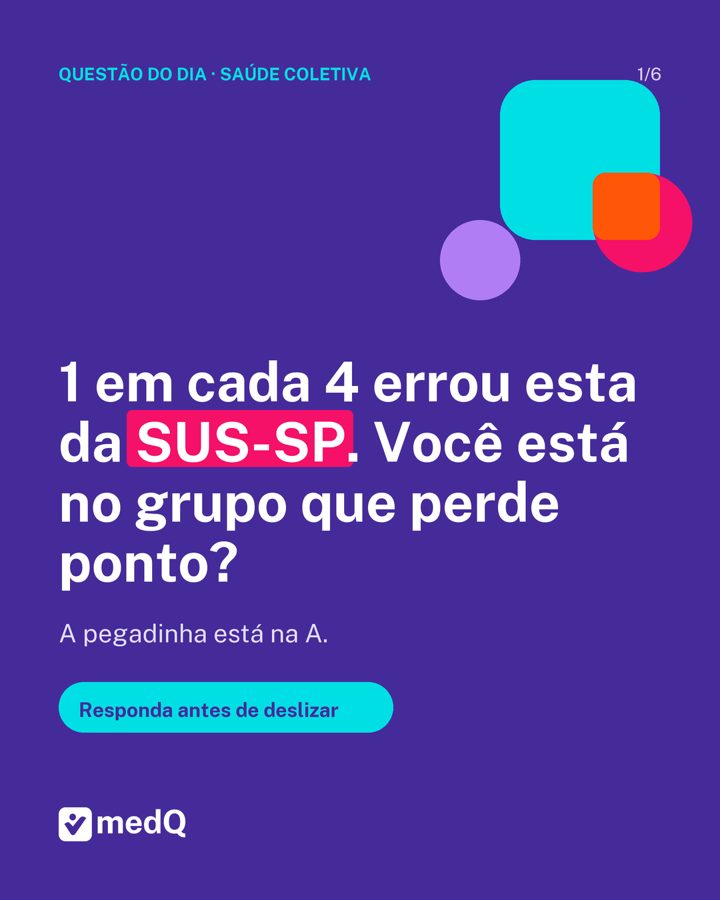 QUESTÃO DO DIA · SAÚDE COLETIVA
1/6
1 em cada 4 errou esta
da SUS-SP. Você está
no grupo que perde
ponto?
A pegadinha está na A.
Responda antes de deslizar
medQ